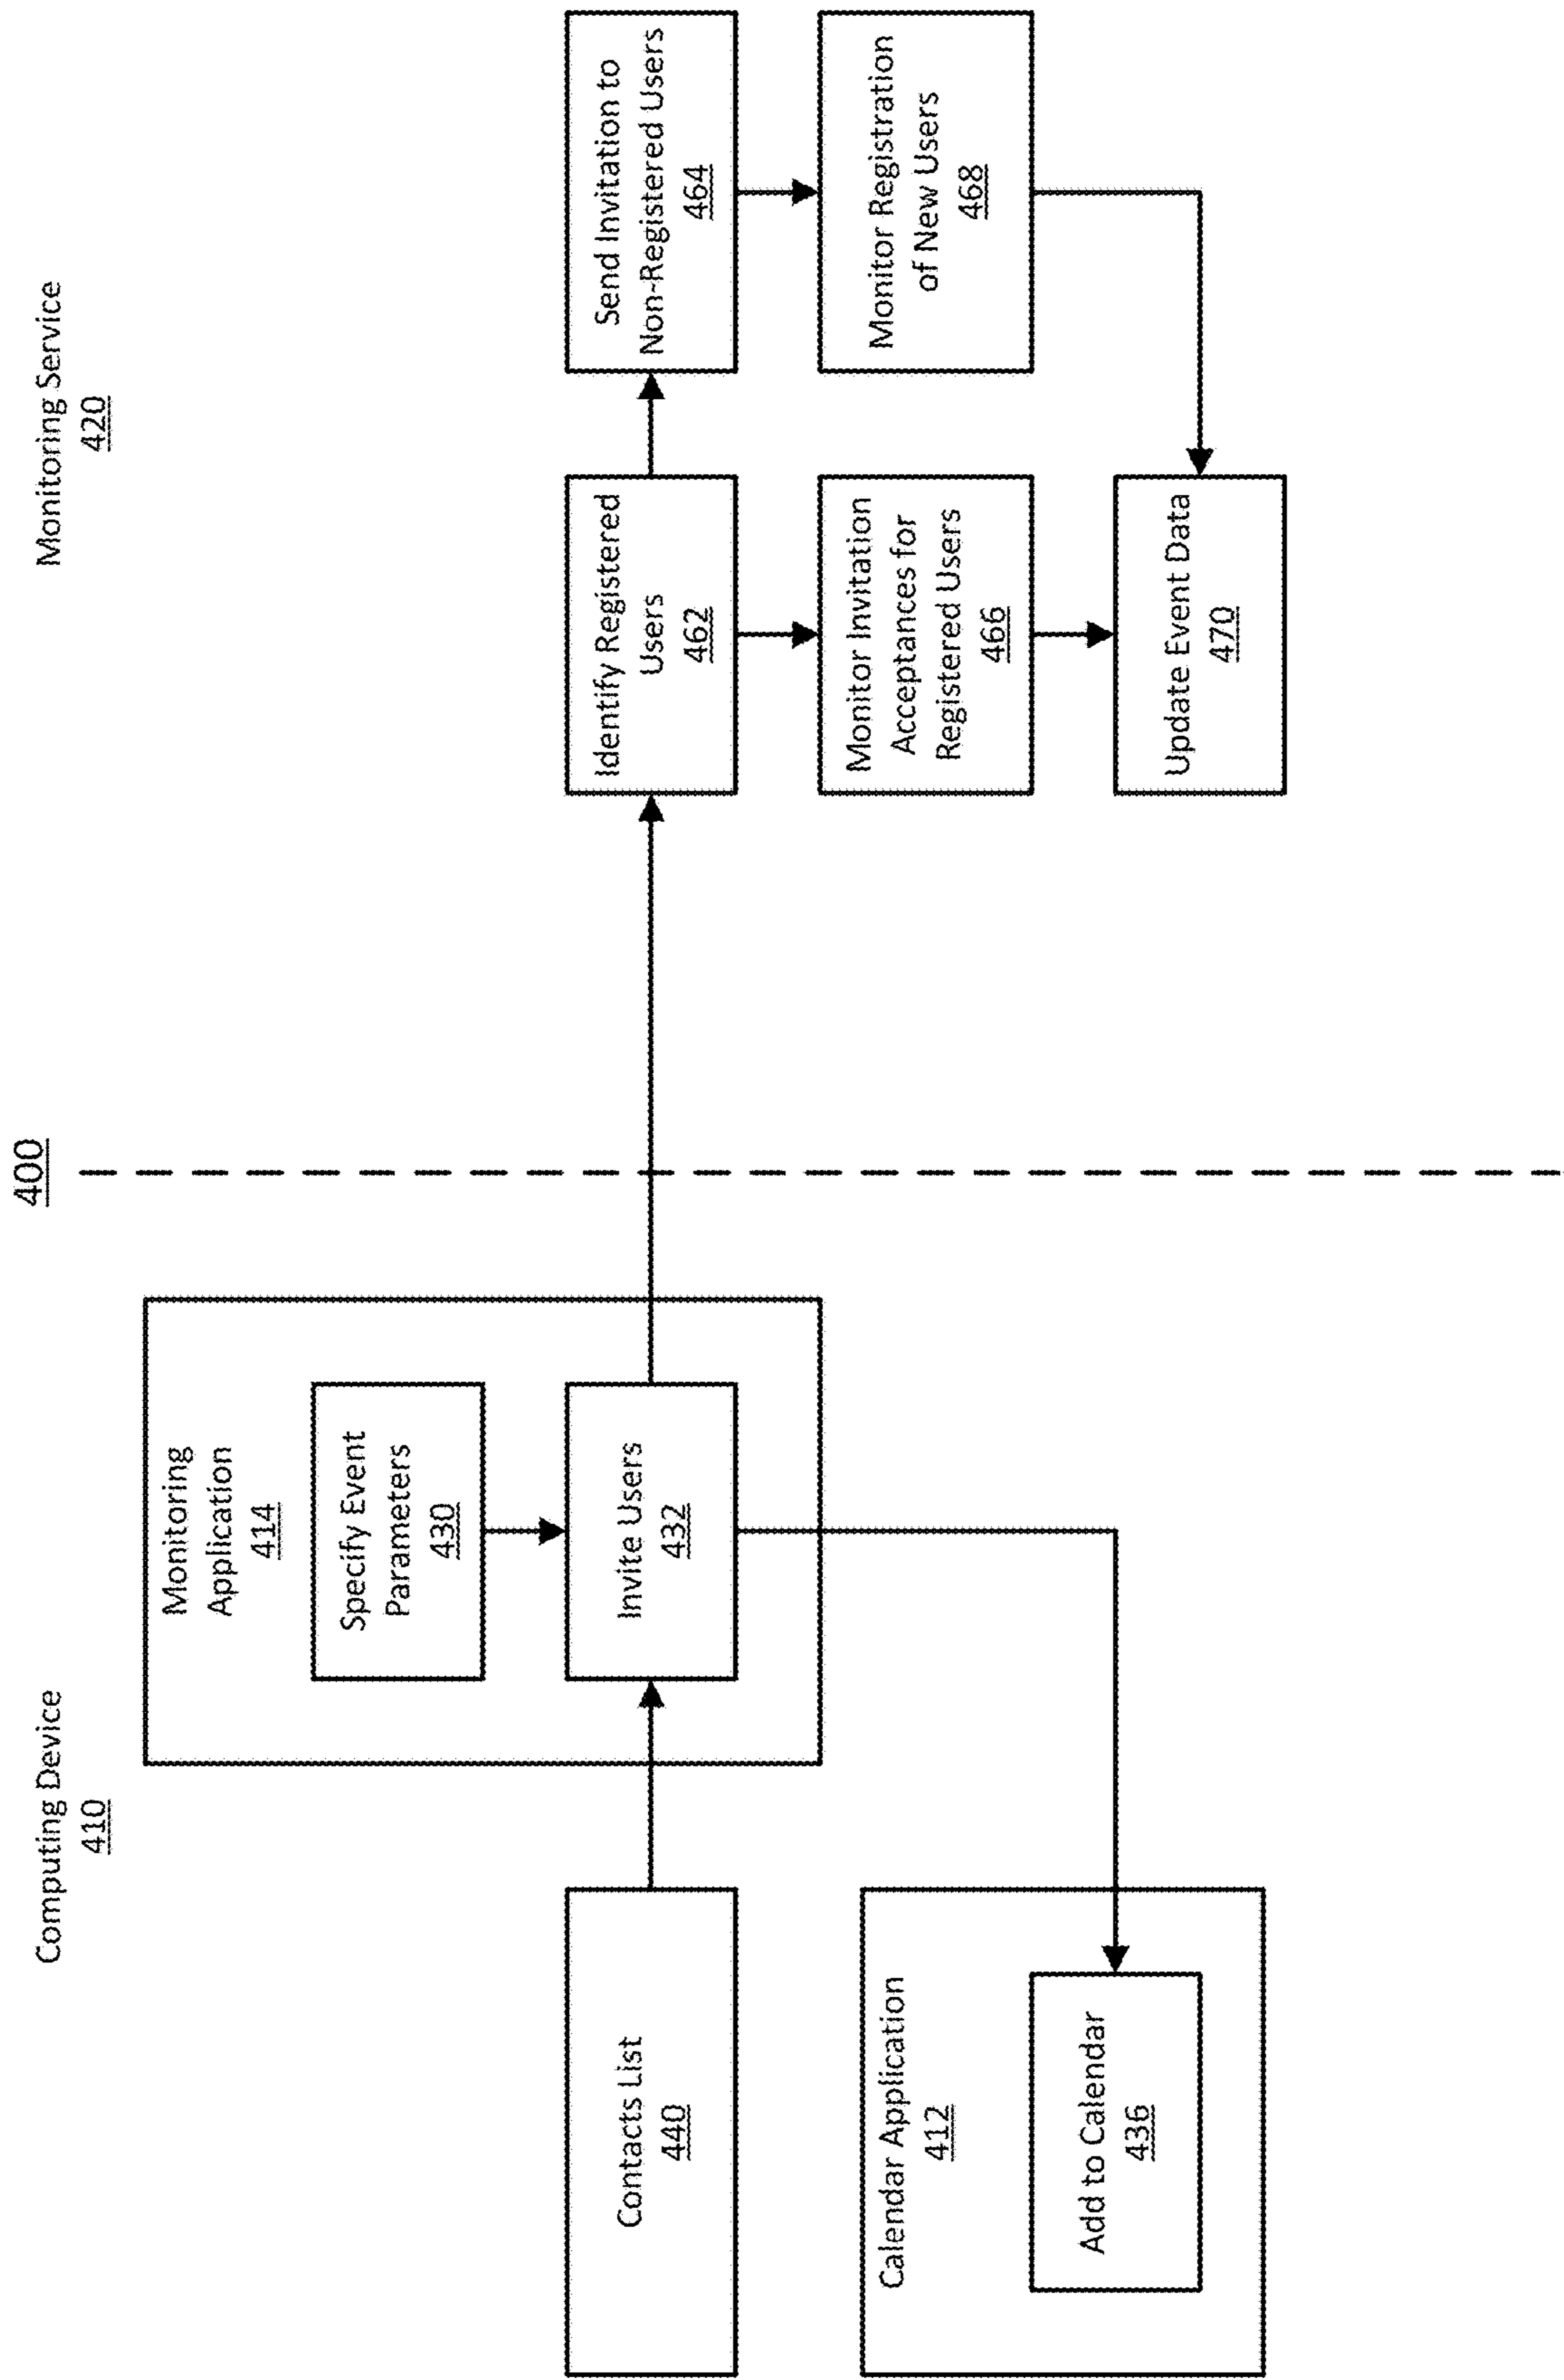 400
Computing Device
410
Monitoring Service
420
Monitoring
Application
414
Specify Event
Parameters
430
Contacts List
440
Invite Users
432
Identify Registered
Users
462
Send Invitation to
Non-Registered Users
464
Calendar Application
412
Add to Calendar
436
Monitor Invitation
Acceptances for
Registered Users
466
Monitor Registration
of New Users
468
Update Event Data
470